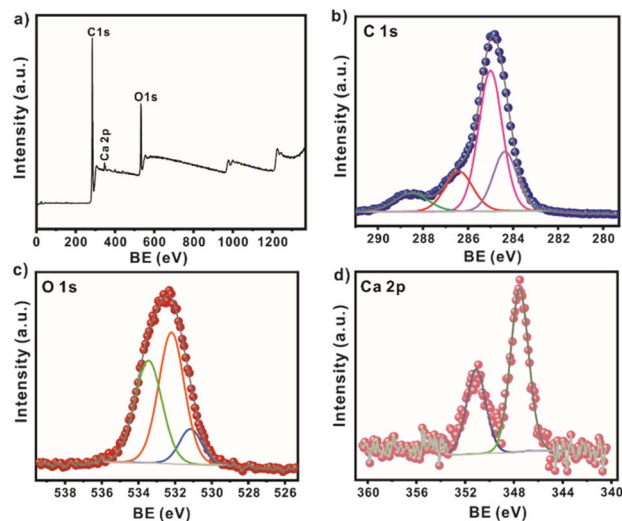 a)
C1s
O1s
Ca 2p
Intensity (a.u.)
0 200 400 600 800 1000 1200
BE (eV)
b)
C 1s
Intensity (a.u.)
290 288 286 284 282 280
BE (eV)
c)
O 1s
Intensity (a.u.)
538 536 534 532 530 528 526
BE (eV)
d)
Ca 2p
Intensity (a.u.)
360 356 352 348 344 340
BE (eV)